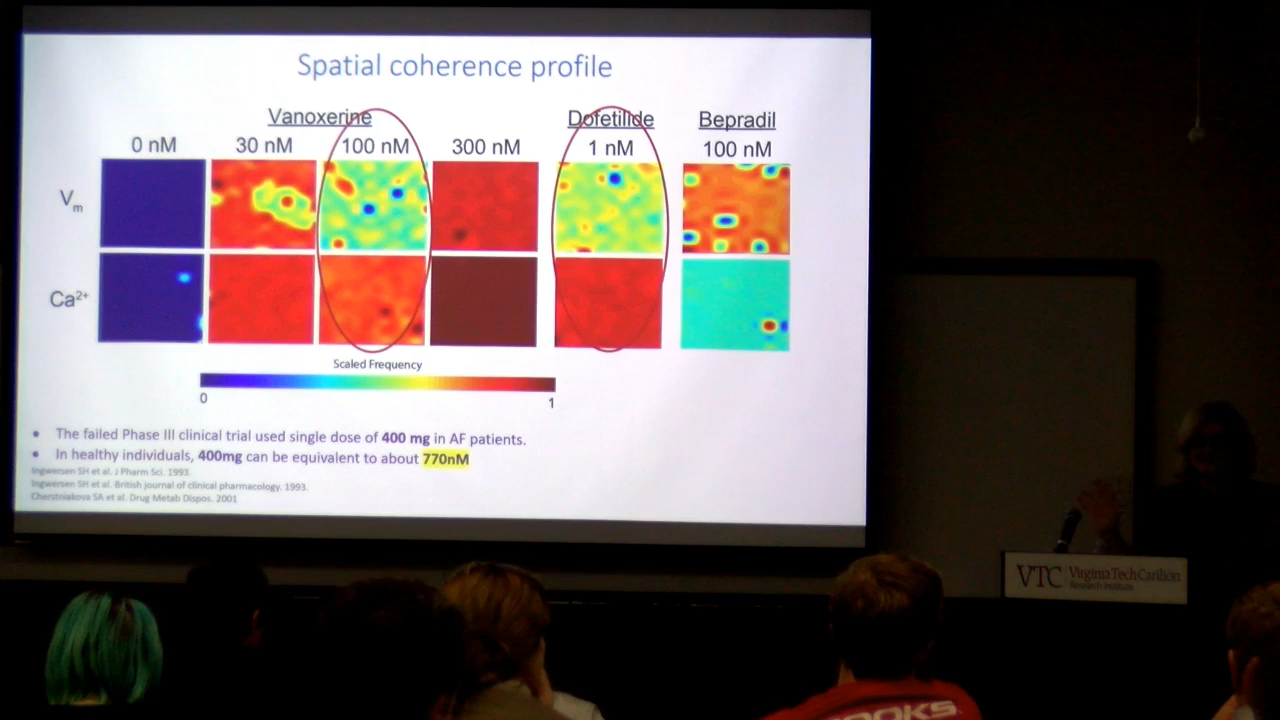 Spatial coherence profile
Vanoxerine Dofetilide Bepradil
0 nM 30 nM 100 nM 300 nM 1 nM 100 nM
Vm
Ca2+
Scaled Frequency
0 1
• The failed Phase III clinical trial used single dose of 400 mg in AF patients.
• In healthy individuals, 400mg can be equivalent to about 770nM
Ingwersen SH et al. J Pharm Sci. 1993.
Ingwersen SH et al. British journal of clinical pharmacology. 1993.
Cherstniakova SA et al. Drug Metab Dispos. 2001
VTC Virginia Tech Carilion
Research Institute
OOKS